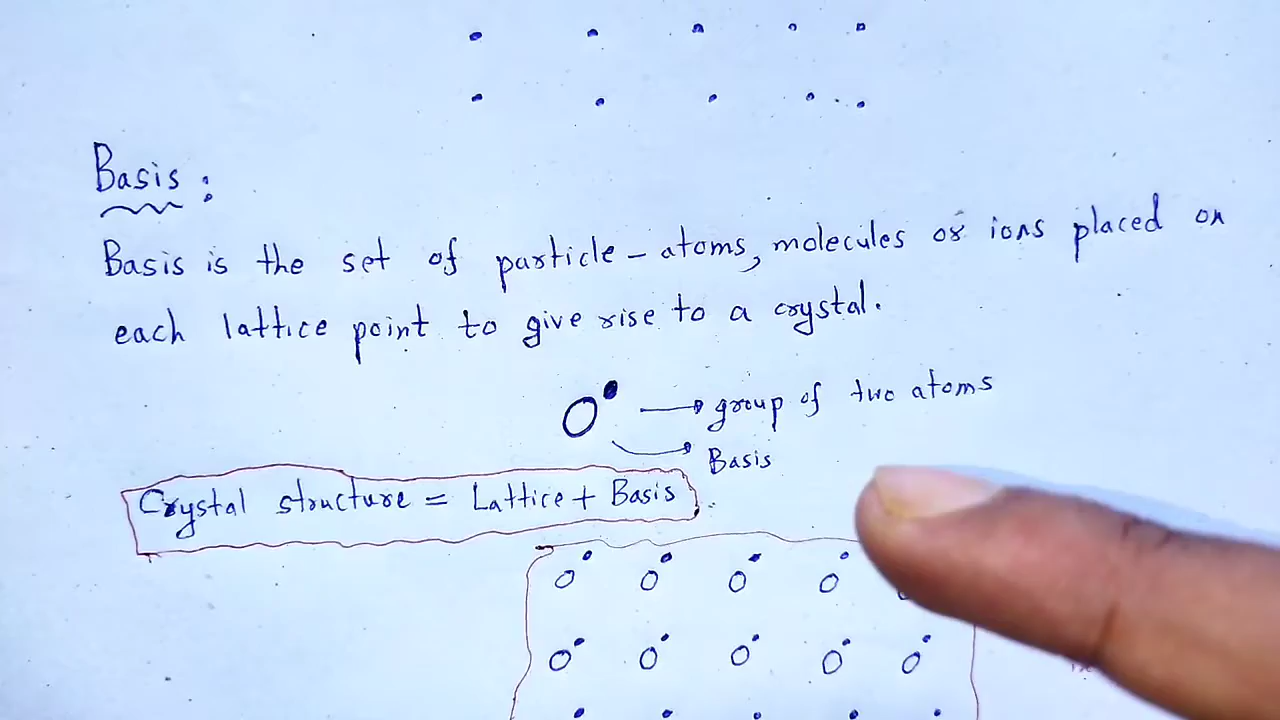 Basis :
Basis is the set of particle - atoms, molecules or ions placed on
each lattice point to give rise to a crystal.
group of two atoms
Basis
Crystal structure = Lattice + Basis